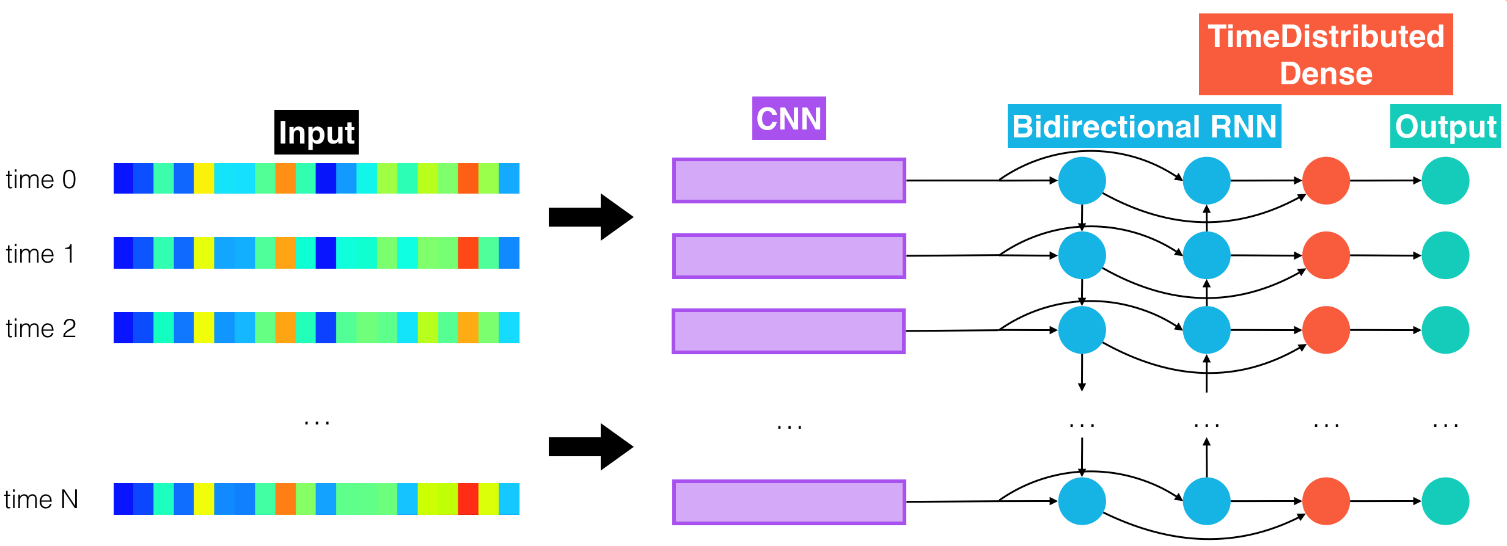 TimeDistributed
Dense
Input
CNN
Bidirectional RNN
Output
time 0
time 1
time 2
... ... ... ... ... ...
time N